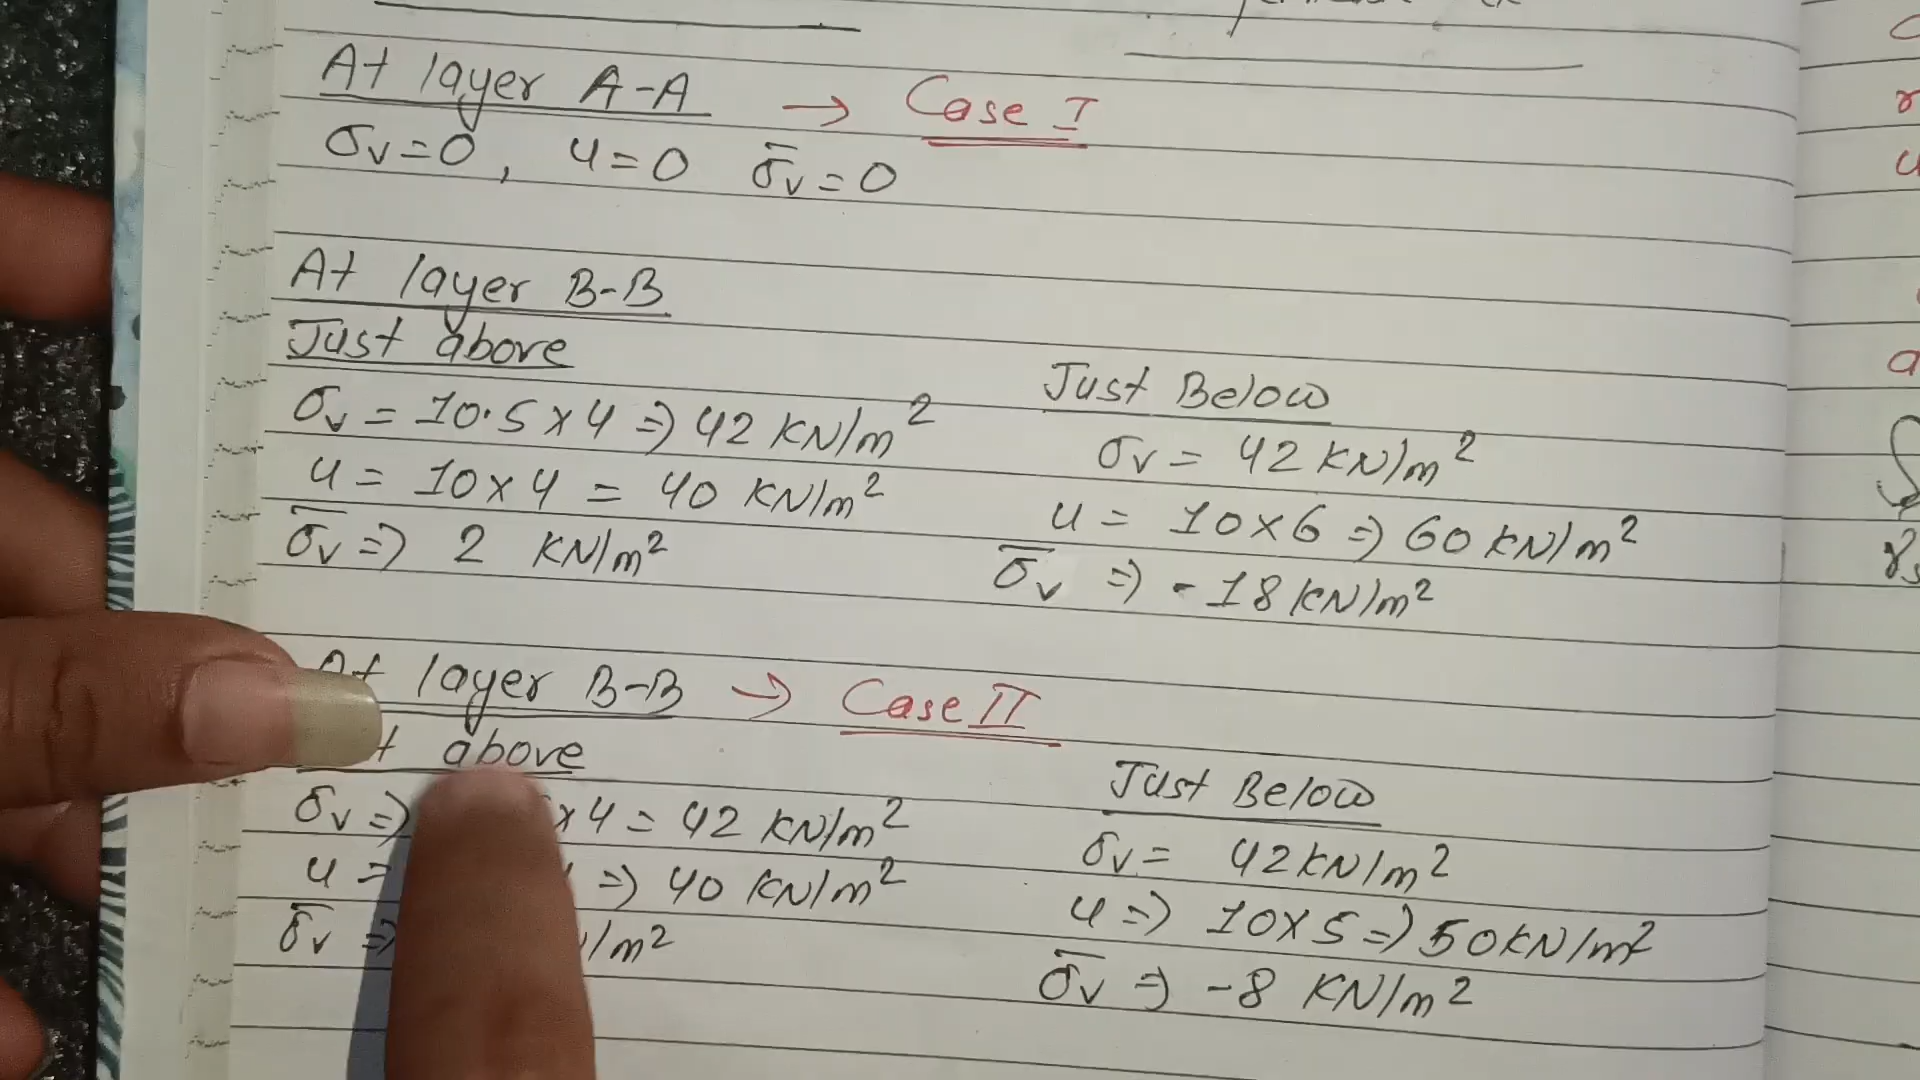 At layer A-A → Case I
σv=0, u=0 σ̄v=0
At layer B-B
Just above
σv = 10.5 x 4 ⇒ 42 KN/m²
u = 10 x 4 = 40 KN/m²
σ̄v ⇒ 2 KN/m²
Just Below
σv = 42 KN/m²
u = 10 x 6 ⇒ 60 KN/m²
σ̄v ⇒ -18 KN/m²
At layer B-B → Case II
above
σv ⇒ x 4 = 42 KN/m²
u = ⇒ 40 KN/m²
σ̄v ⇒ /m²
Just Below
σv = 42 KN/m²
u ⇒ 10 X 5 ⇒ 50 KN/m²
σ̄v ⇒ -8 KN/m²